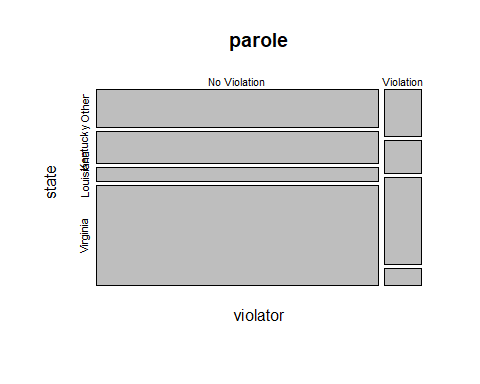 parole
No Violation Violation
Other
Kentucky
Louisiana
Virginia
state
violator